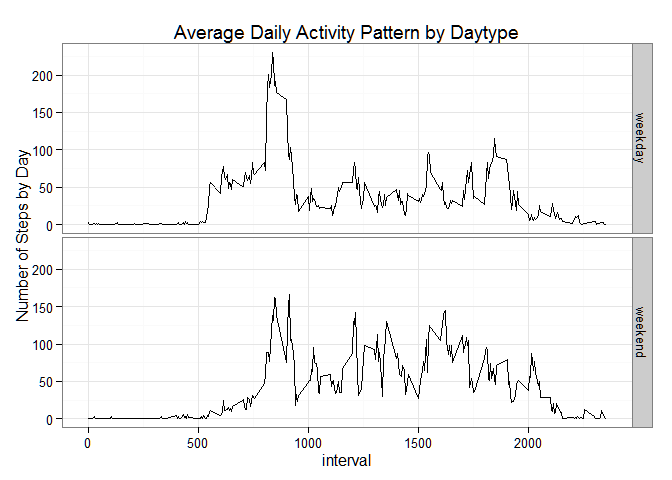 Average Daily Activity Pattern by Daytype
Number of Steps by Day
200
150
100
50
0
weekday
200
150
100
50
0
weekend
0 500 1000 1500 2000
interval